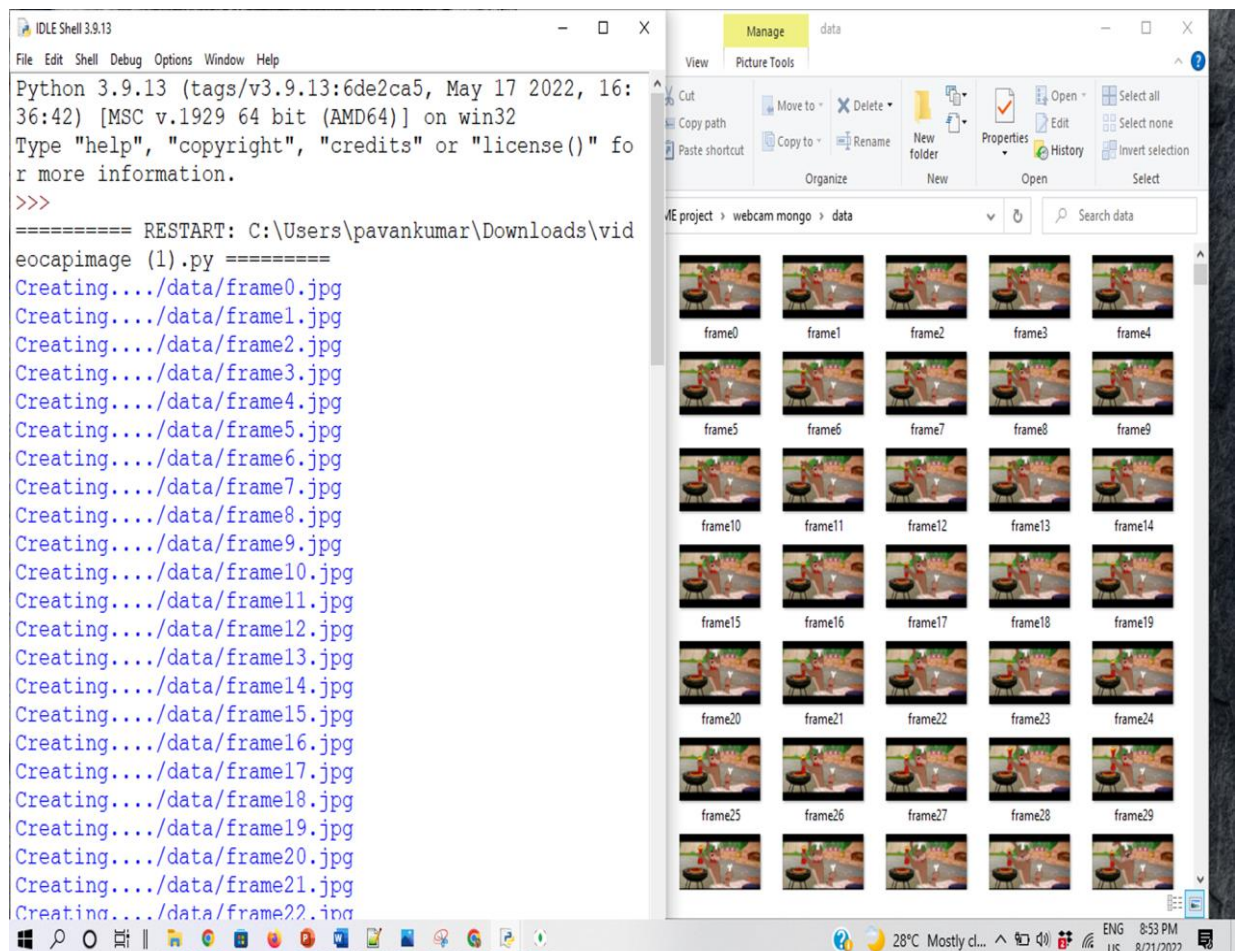 IDLE Shell 3.9.13
File Edit Shell Debug Options Window Help
Python 3.9.13 (tags/v3.9.13:6de2ca5, May 17 2022, 16:
36:42) [MSC v.1929 64 bit (AMD64)] on win32
Type "help", "copyright", "credits" or "license()" fo
r more information.
>>>
========== RESTART: C:\Users\pavankumar\Downloads\vid
eocapimage (1).py =========
Creating..../data/frame0.jpg
Creating..../data/frame1.jpg
Creating..../data/frame2.jpg
Creating..../data/frame3.jpg
Creating..../data/frame4.jpg
Creating..../data/frame5.jpg
Creating..../data/frame6.jpg
Creating..../data/frame7.jpg
Creating..../data/frame8.jpg
Creating..../data/frame9.jpg
Creating..../data/frame10.jpg
Creating..../data/frame11.jpg
Creating..../data/frame12.jpg
Creating..../data/frame13.jpg
Creating..../data/frame14.jpg
Creating..../data/frame15.jpg
Creating..../data/frame16.jpg
Creating..../data/frame17.jpg
Creating..../data/frame18.jpg
Creating..../data/frame19.jpg
Creating..../data/frame20.jpg
Creating..../data/frame21.jpg
Creating..../data/frame22.jpg
Manage data
View Picture Tools
Cut
Copy path
Paste shortcut
Move to
Copy to
Delete
Rename
Organize
New
folder
New
Properties
Open
Edit
History
Open
Select all
Select none
Invert selection
Select
ME project › webcam mongo › data
Search data
frame0 frame1 frame2 frame3 frame4
frame5 frame6 frame7 frame8 frame9
frame10 frame11 frame12 frame13 frame14
frame15 frame16 frame17 frame18 frame19
frame20 frame21 frame22 frame23 frame24
frame25 frame26 frame27 frame28 frame29
28°C Mostly cl...
ENG
US
8:53 PM
8/21/2022